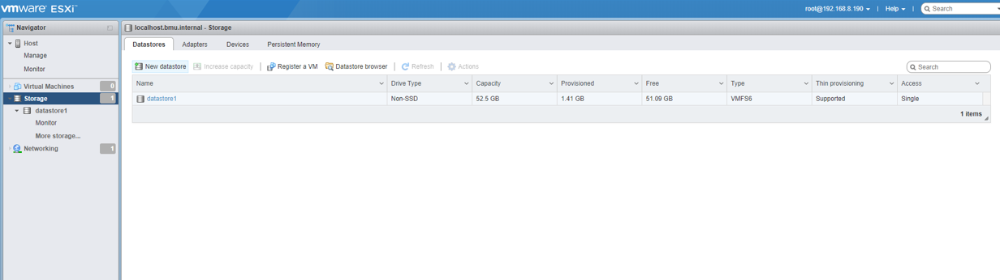 vmware ESXi
root@192.168.8.190 | Help | Search
Navigator
localhost.bmu.internal - Storage
Host
Manage
Monitor
Virtual Machines 0
Storage 1
datastore1
Monitor
More storage...
Networking 1
Datastores Adapters Devices Persistent Memory
New datastore Increase capacity Register a VM Datastore browser Refresh Actions Search
Name Drive Type Capacity Provisioned Free Type Thin provisioning Access
datastore1 Non-SSD 52.5 GB 1.41 GB 51.09 GB VMFS6 Supported Single
1 items